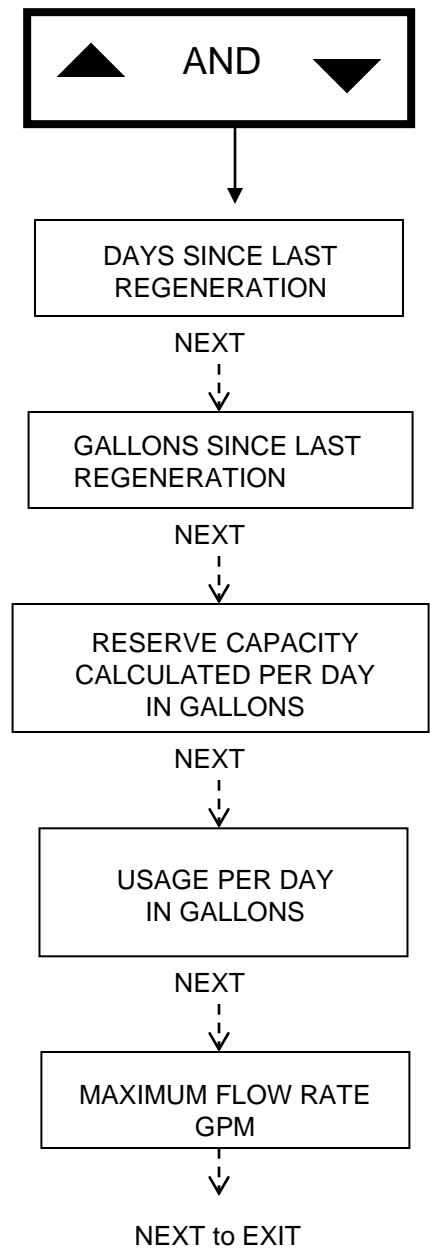 AND
DAYS SINCE LAST
REGENERATION
NEXT
GALLONS SINCE LAST
REGENERATION
NEXT
RESERVE CAPACITY
CALCULATED PER DAY
IN GALLONS
NEXT
USAGE PER DAY
IN GALLONS
NEXT
MAXIMUM FLOW RATE
GPM
NEXT to EXIT